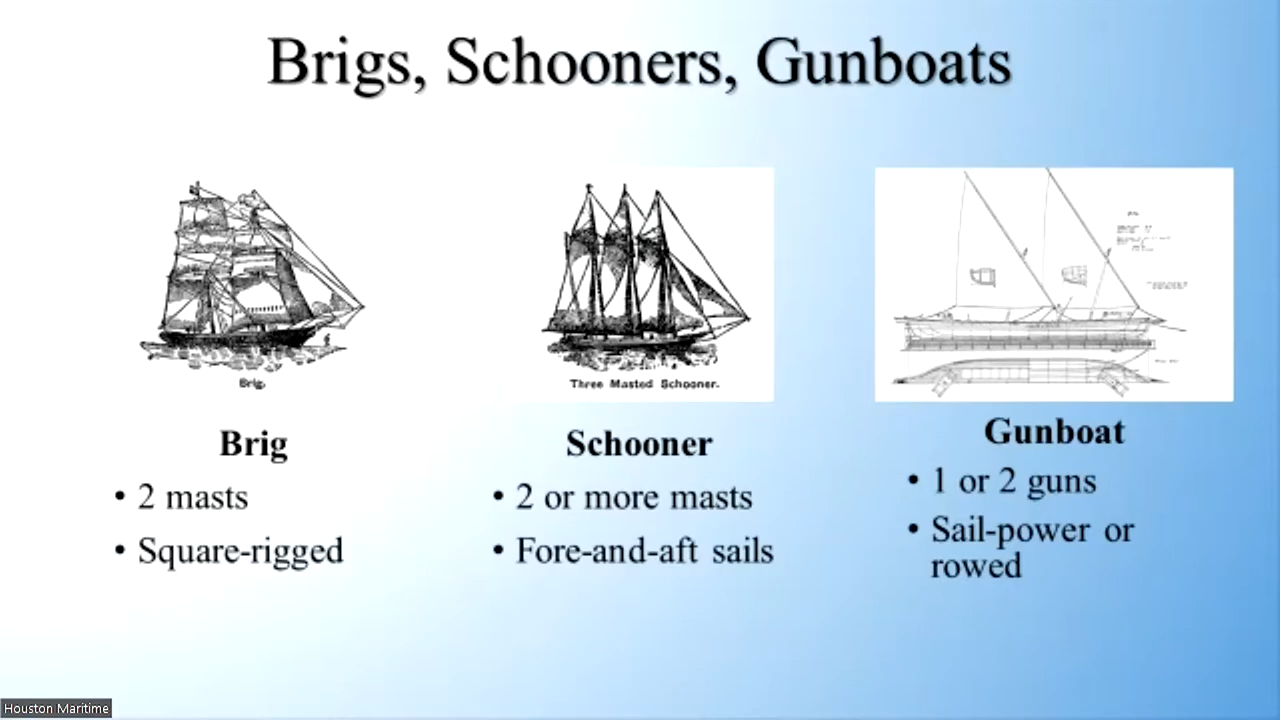 Brigs, Schooners, Gunboats
Brig.
Three Masted Schooner.
Brig
• 2 masts
• Square-rigged
Schooner
• 2 or more masts
• Fore-and-aft sails
Gunboat
• 1 or 2 guns
• Sail-power or
rowed
Houston Maritime